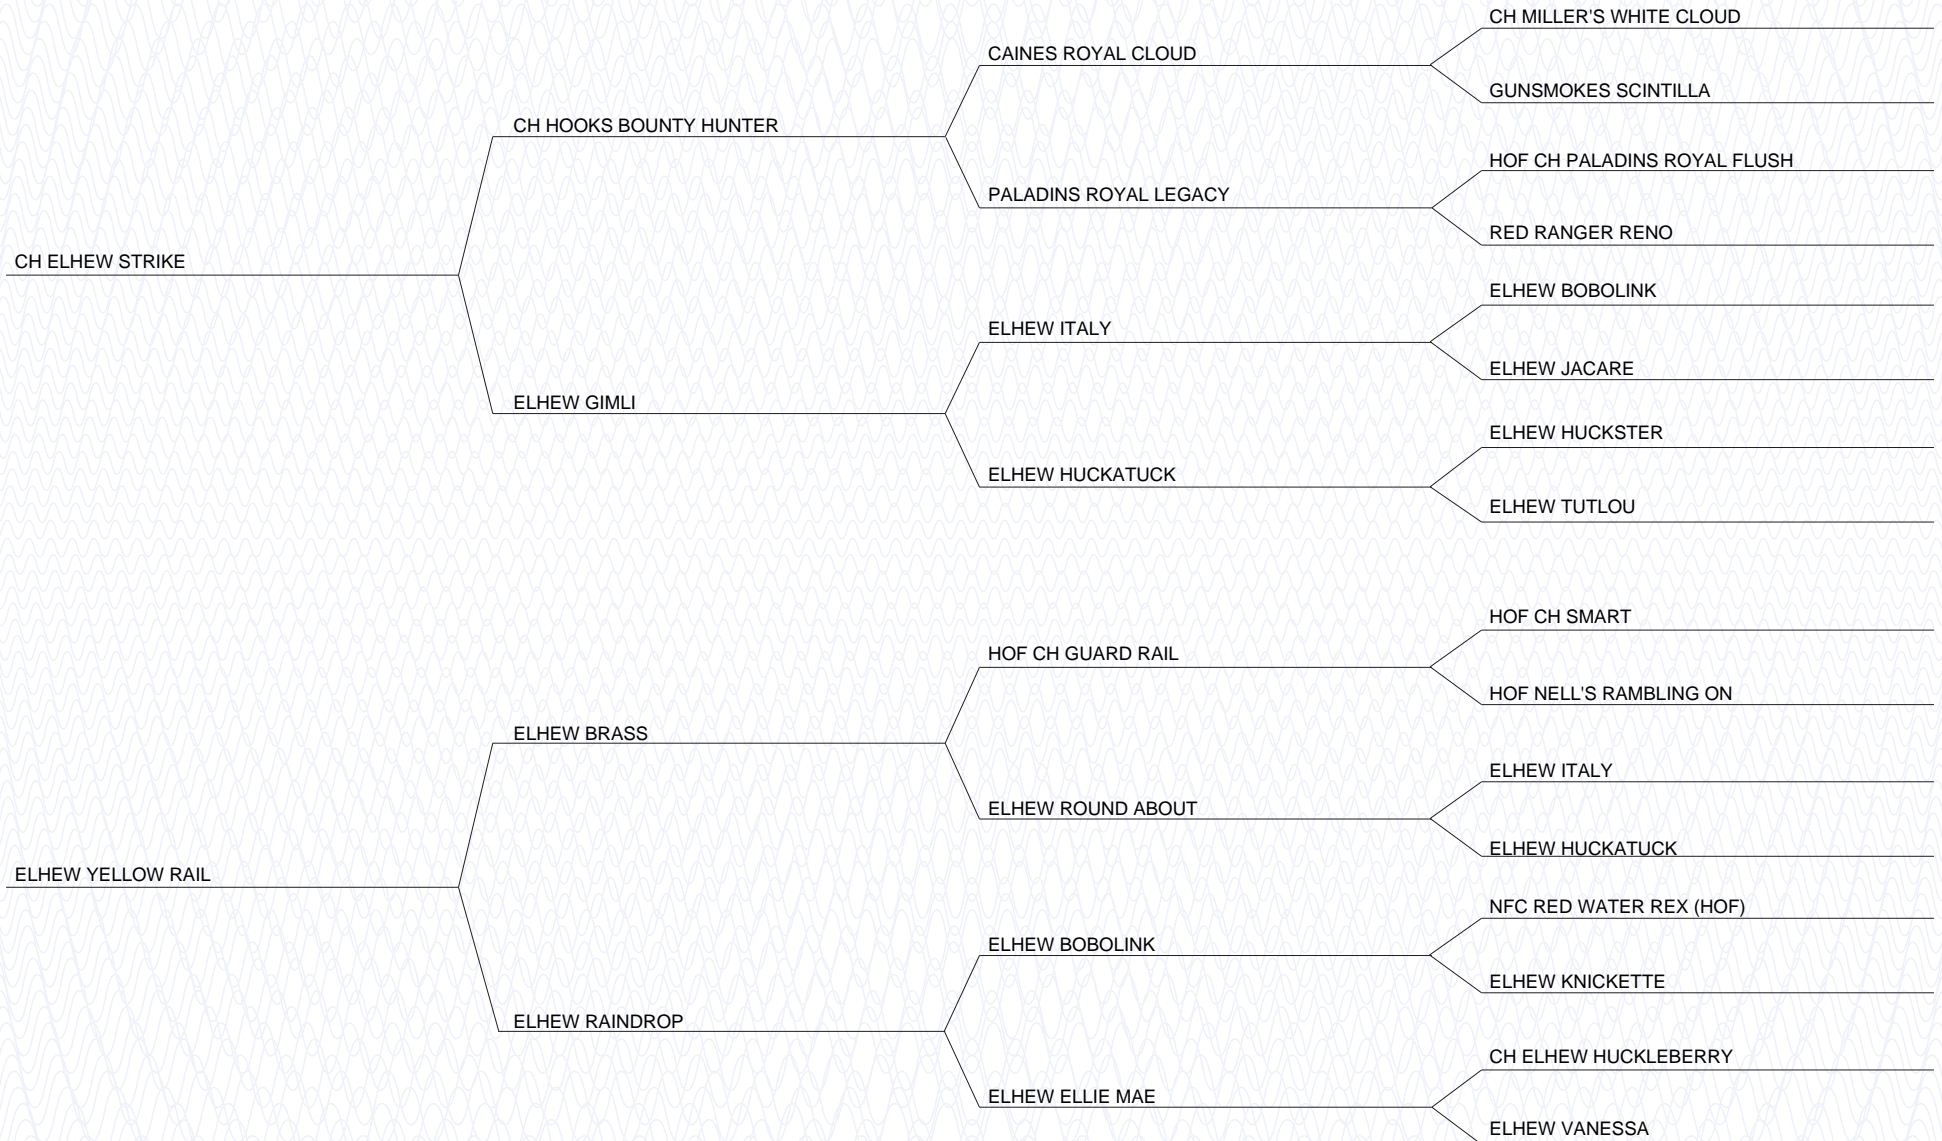 CH MILLER'S WHITE CLOUD
CAINES ROYAL CLOUD
GUNSMOKES SCINTILLA
CH HOOKS BOUNTY HUNTER
HOF CH PALADINS ROYAL FLUSH
PALADINS ROYAL LEGACY
RED RANGER RENO
CH ELHEW STRIKE
ELHEW BOBOLINK
ELHEW ITALY
ELHEW JACARE
ELHEW GIMLI
ELHEW HUCKSTER
ELHEW HUCKATUCK
ELHEW TUTLOU
HOF CH SMART
HOF CH GUARD RAIL
HOF NELL'S RAMBLING ON
ELHEW BRASS
ELHEW ITALY
ELHEW ROUND ABOUT
ELHEW HUCKATUCK
ELHEW YELLOW RAIL
NFC RED WATER REX (HOF)
ELHEW BOBOLINK
ELHEW KNICKETTE
ELHEW RAINDROP
CH ELHEW HUCKLEBERRY
ELHEW ELLIE MAE
ELHEW VANESSA